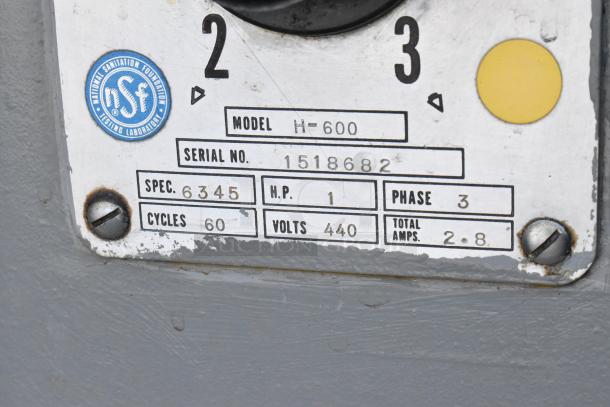 2 3
NATIONAL SANITATION FOUNDATION
nsf
®
TESTING LABORATORY
MODEL H-600
SERIAL NO. 1518682
SPEC. 6345 H.P. 1 PHASE 3
CYCLES 60 VOLTS 440 TOTAL AMPS. 2.8